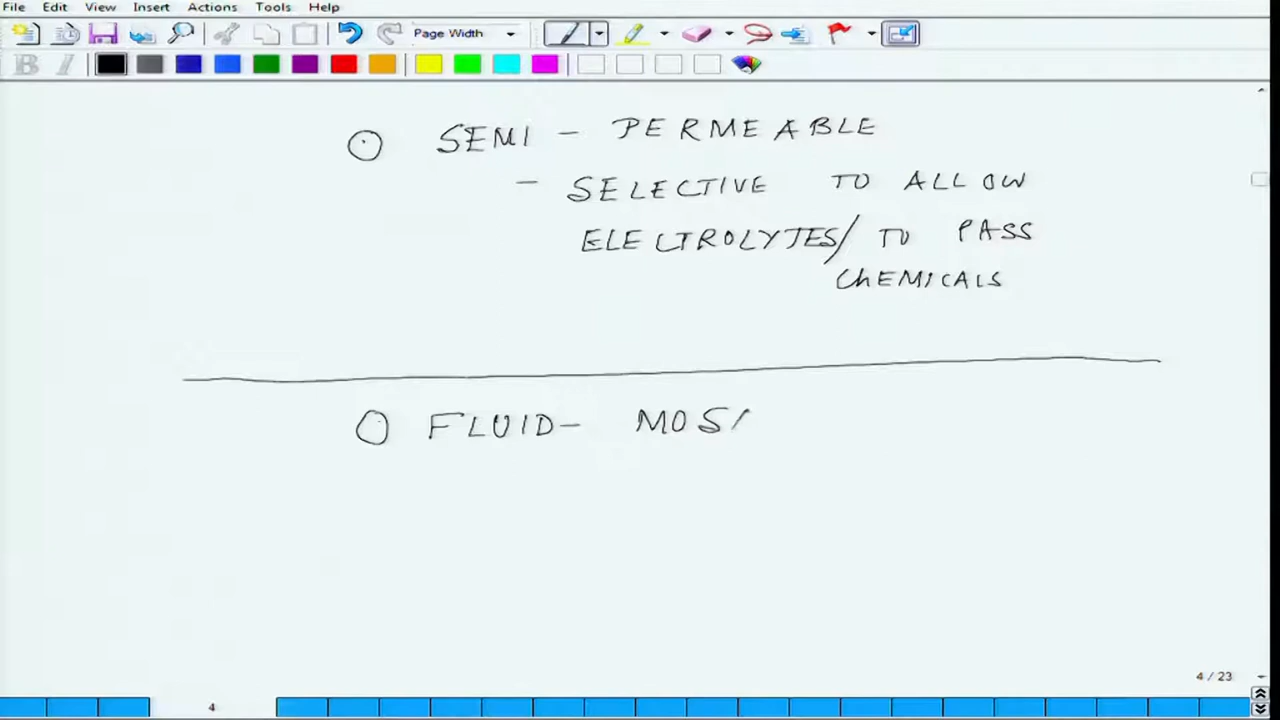 File Edit View Insert Actions Tools Help
Page Width
B I
SEMI - PERMEABLE
- SELECTIVE TO ALLOW
ELECTROLYTES/ TO PASS
ChEMICALS
FLUID- MOS
4 / 23
4